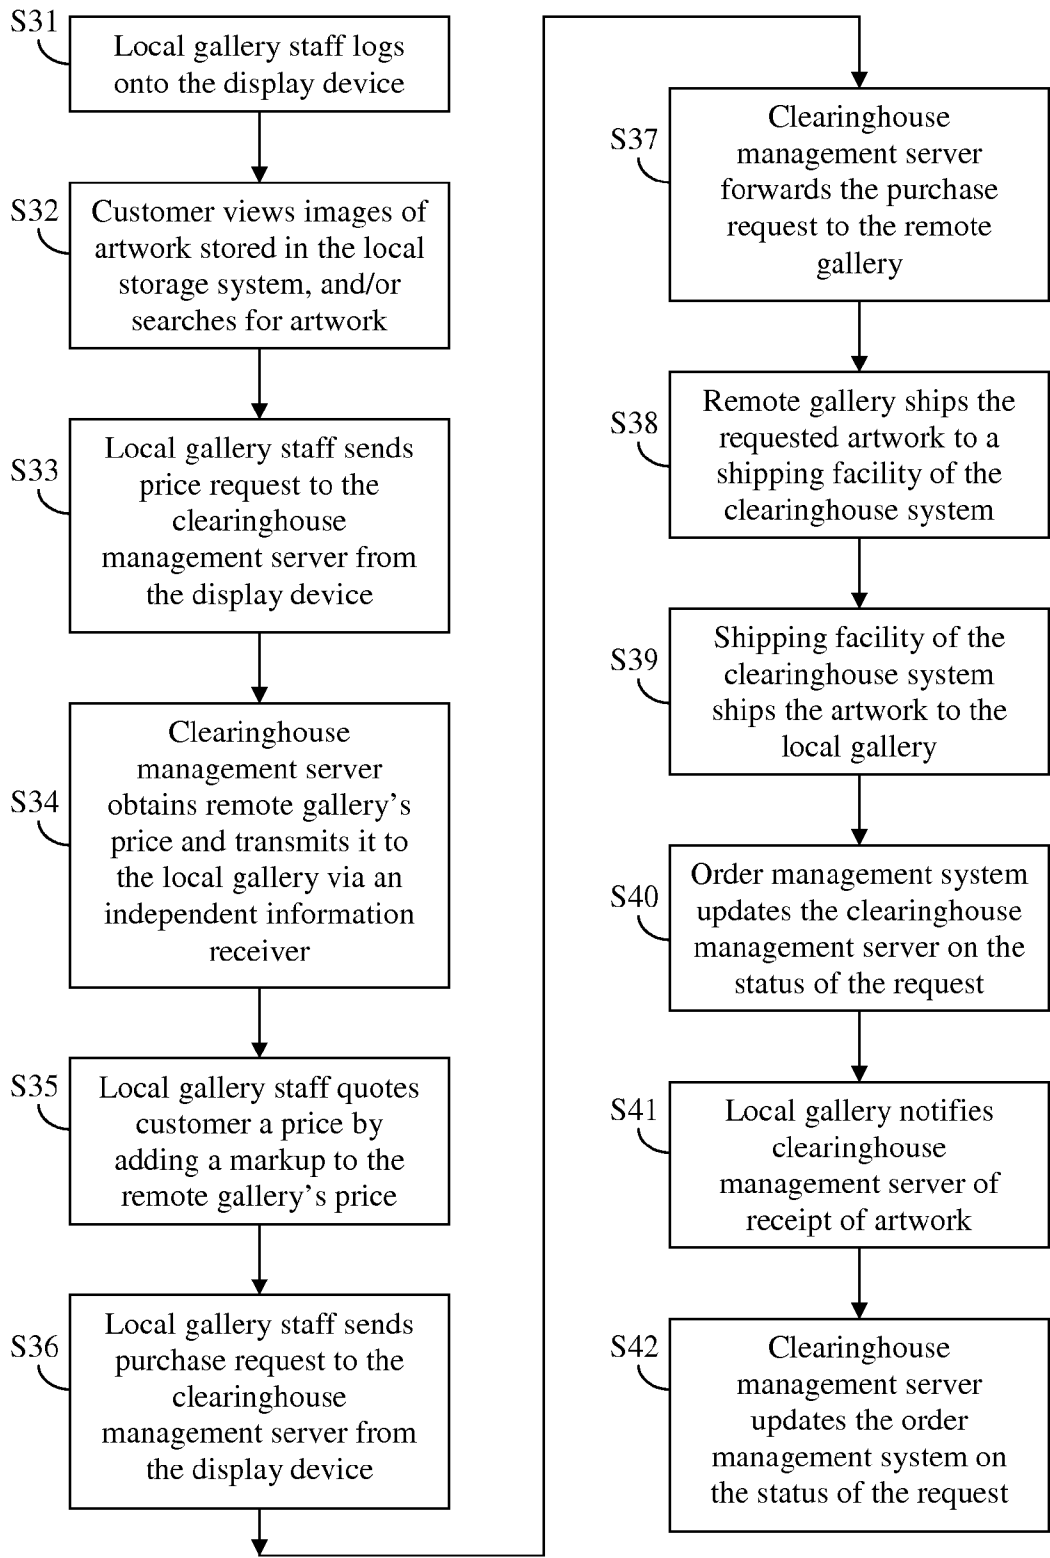 S31
Local gallery staff logs
onto the display device
S32
Customer views images of
artwork stored in the local
storage system, and/or
searches for artwork
S33
Local gallery staff sends
price request to the
clearinghouse
management server from
the display device
S34
Clearinghouse
management server
obtains remote gallery's
price and transmits it to
the local gallery via an
independent information
receiver
S35
Local gallery staff quotes
customer a price by
adding a markup to the
remote gallery's price
S36
Local gallery staff sends
purchase request to the
clearinghouse
management server from
the display device
S37
Clearinghouse
management server
forwards the purchase
request to the remote
gallery
S38
Remote gallery ships the
requested artwork to a
shipping facility of the
clearinghouse system
S39
Shipping facility of the
clearinghouse system
ships the artwork to the
local gallery
S40
Order management system
updates the clearinghouse
management server on the
status of the request
S41
Local gallery notifies
clearinghouse
management server of
receipt of artwork
S42
Clearinghouse
management server
updates the order
management system on
the status of the request